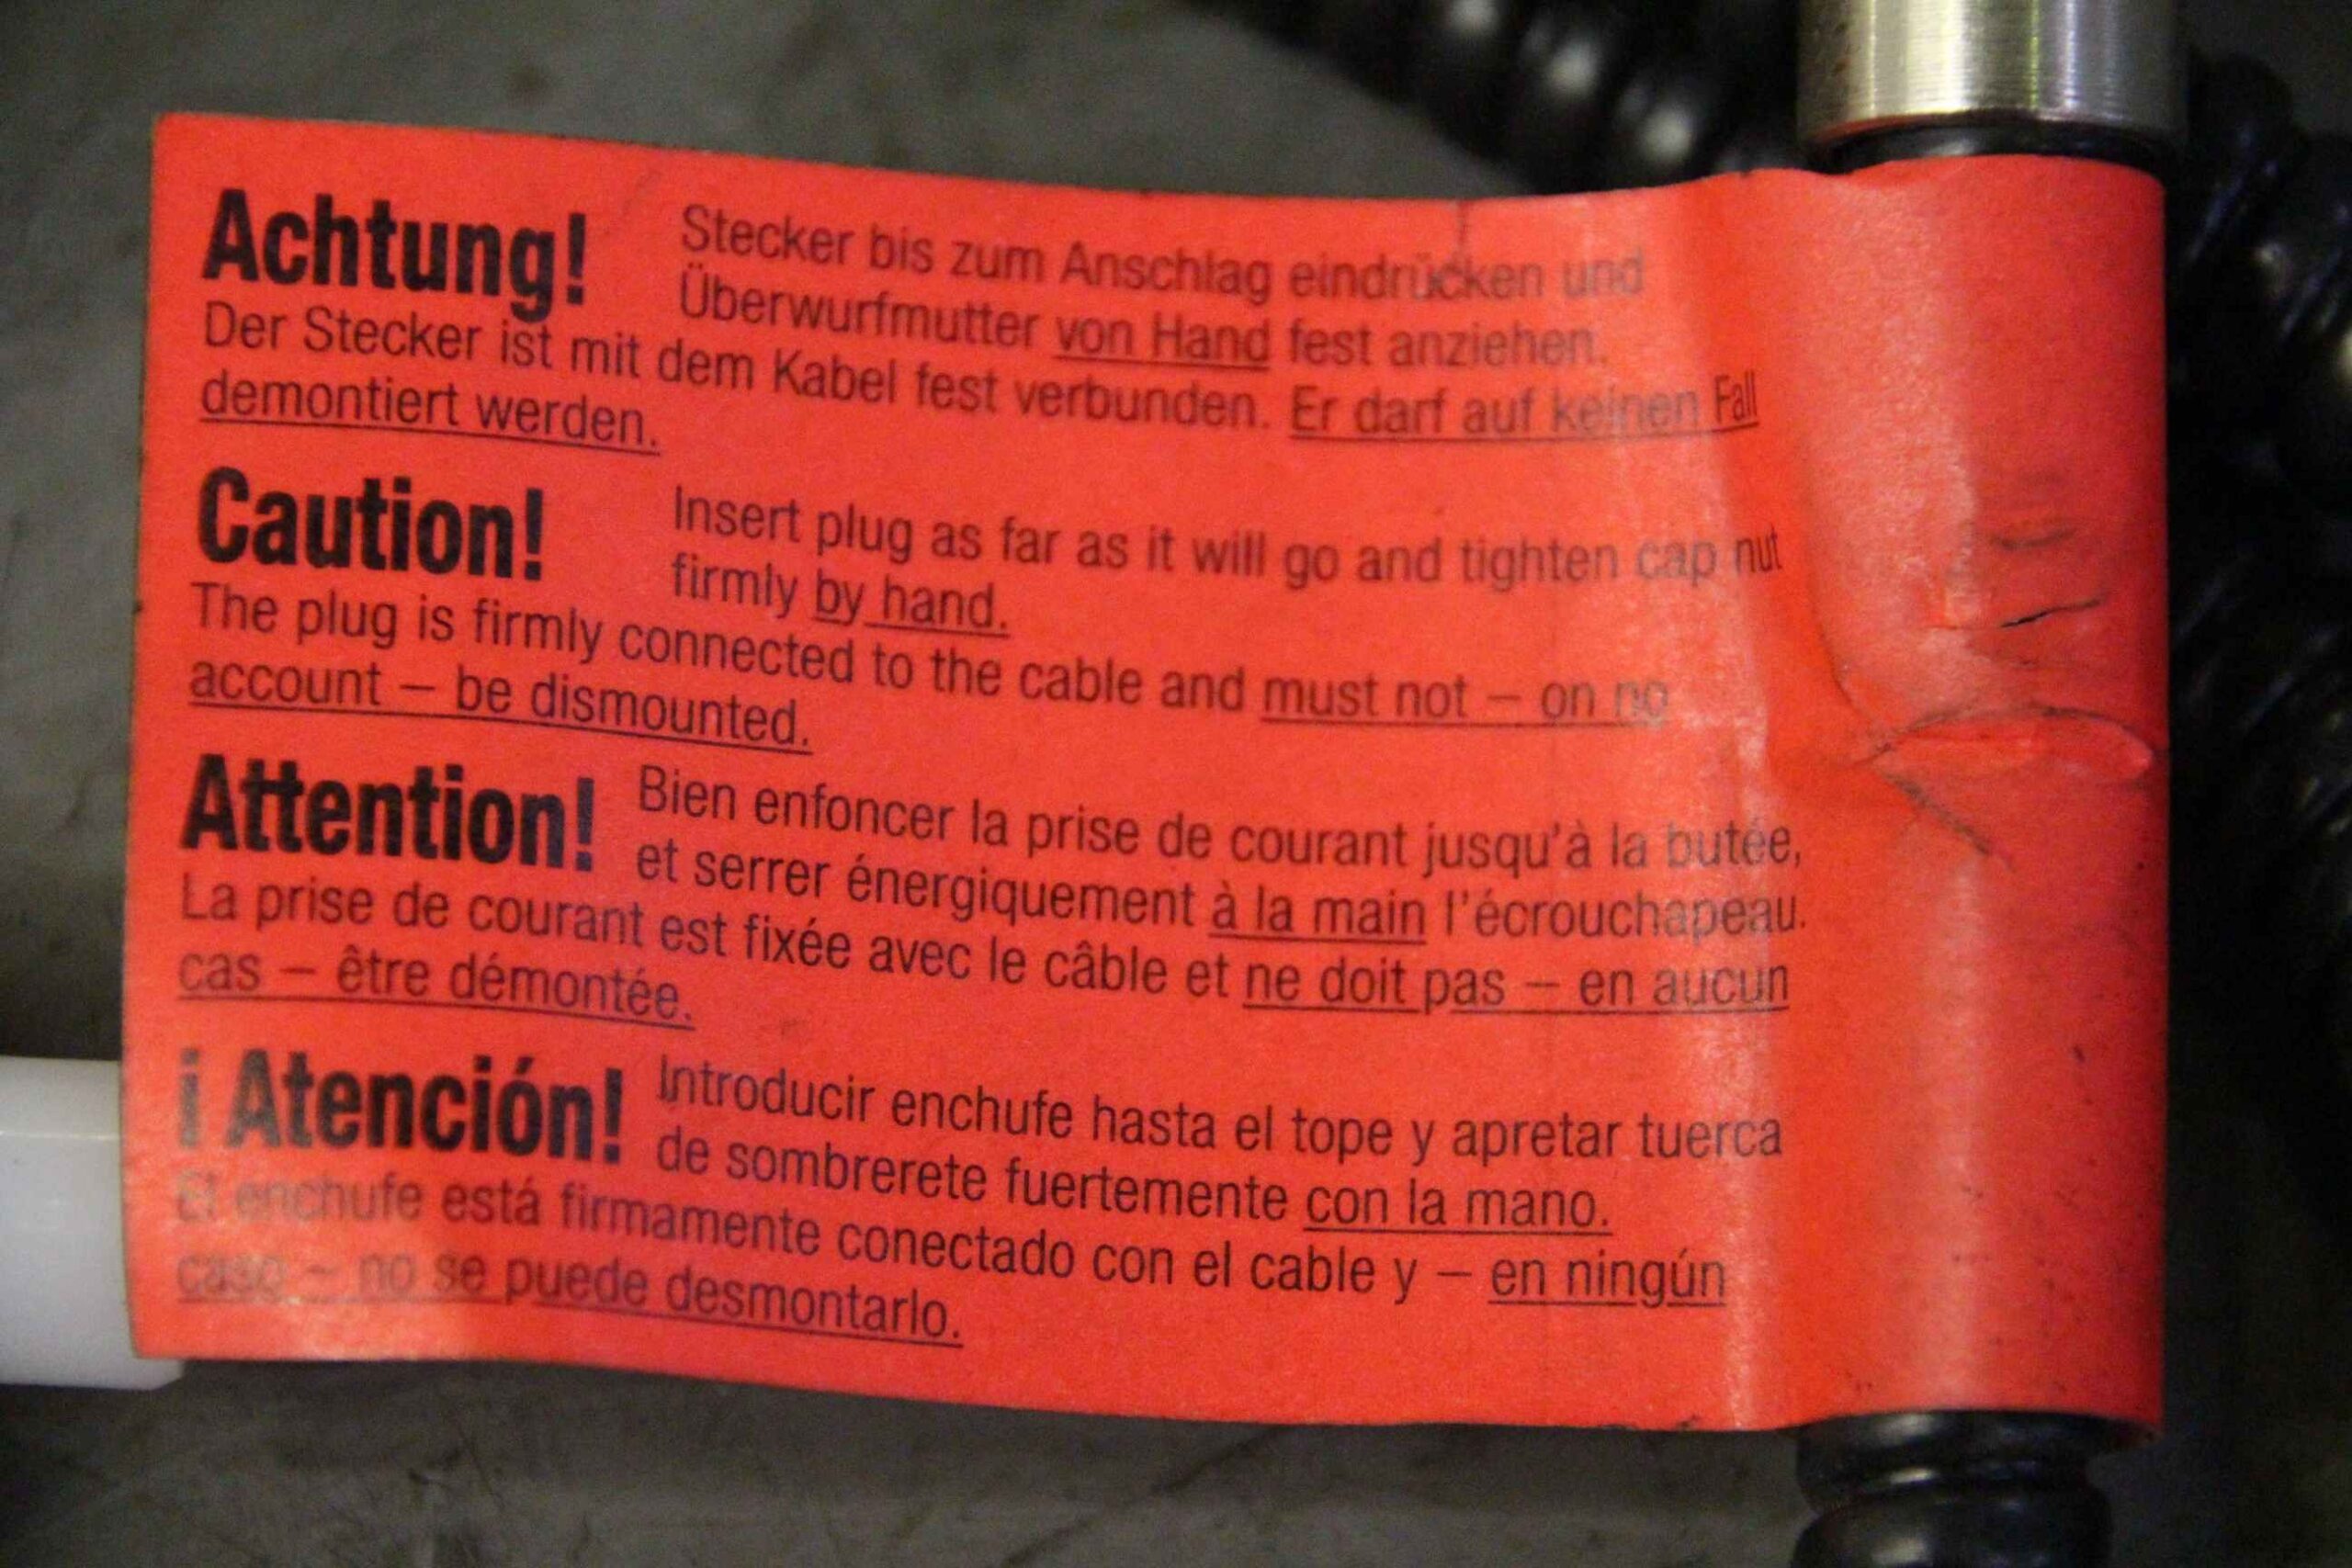 Achtung! Stecker bis zum Anschlag eindrücken und
Überwurfmutter von Hand fest anziehen.
Der Stecker ist mit dem Kabel fest verbunden. Er darf auf keinen Fall
demontiert werden.
Caution! Insert plug as far as it will go and tighten cap nut
firmly by hand.
The plug is firmly connected to the cable and must not – on no
account – be dismounted.
Attention! Bien enfoncer la prise de courant jusqu'à la butée,
et serrer énergiquement à la main l'écrouchapeau.
La prise de courant est fixée avec le câble et ne doit pas – en aucun
cas – être démontée.
¡ Atención! Introducir enchufe hasta el tope y apretar tuerca
de sombrerete fuertemente con la mano.
El enchufe está firmamente conectado con el cable y – en ningún
caso – no se puede desmontarlo.